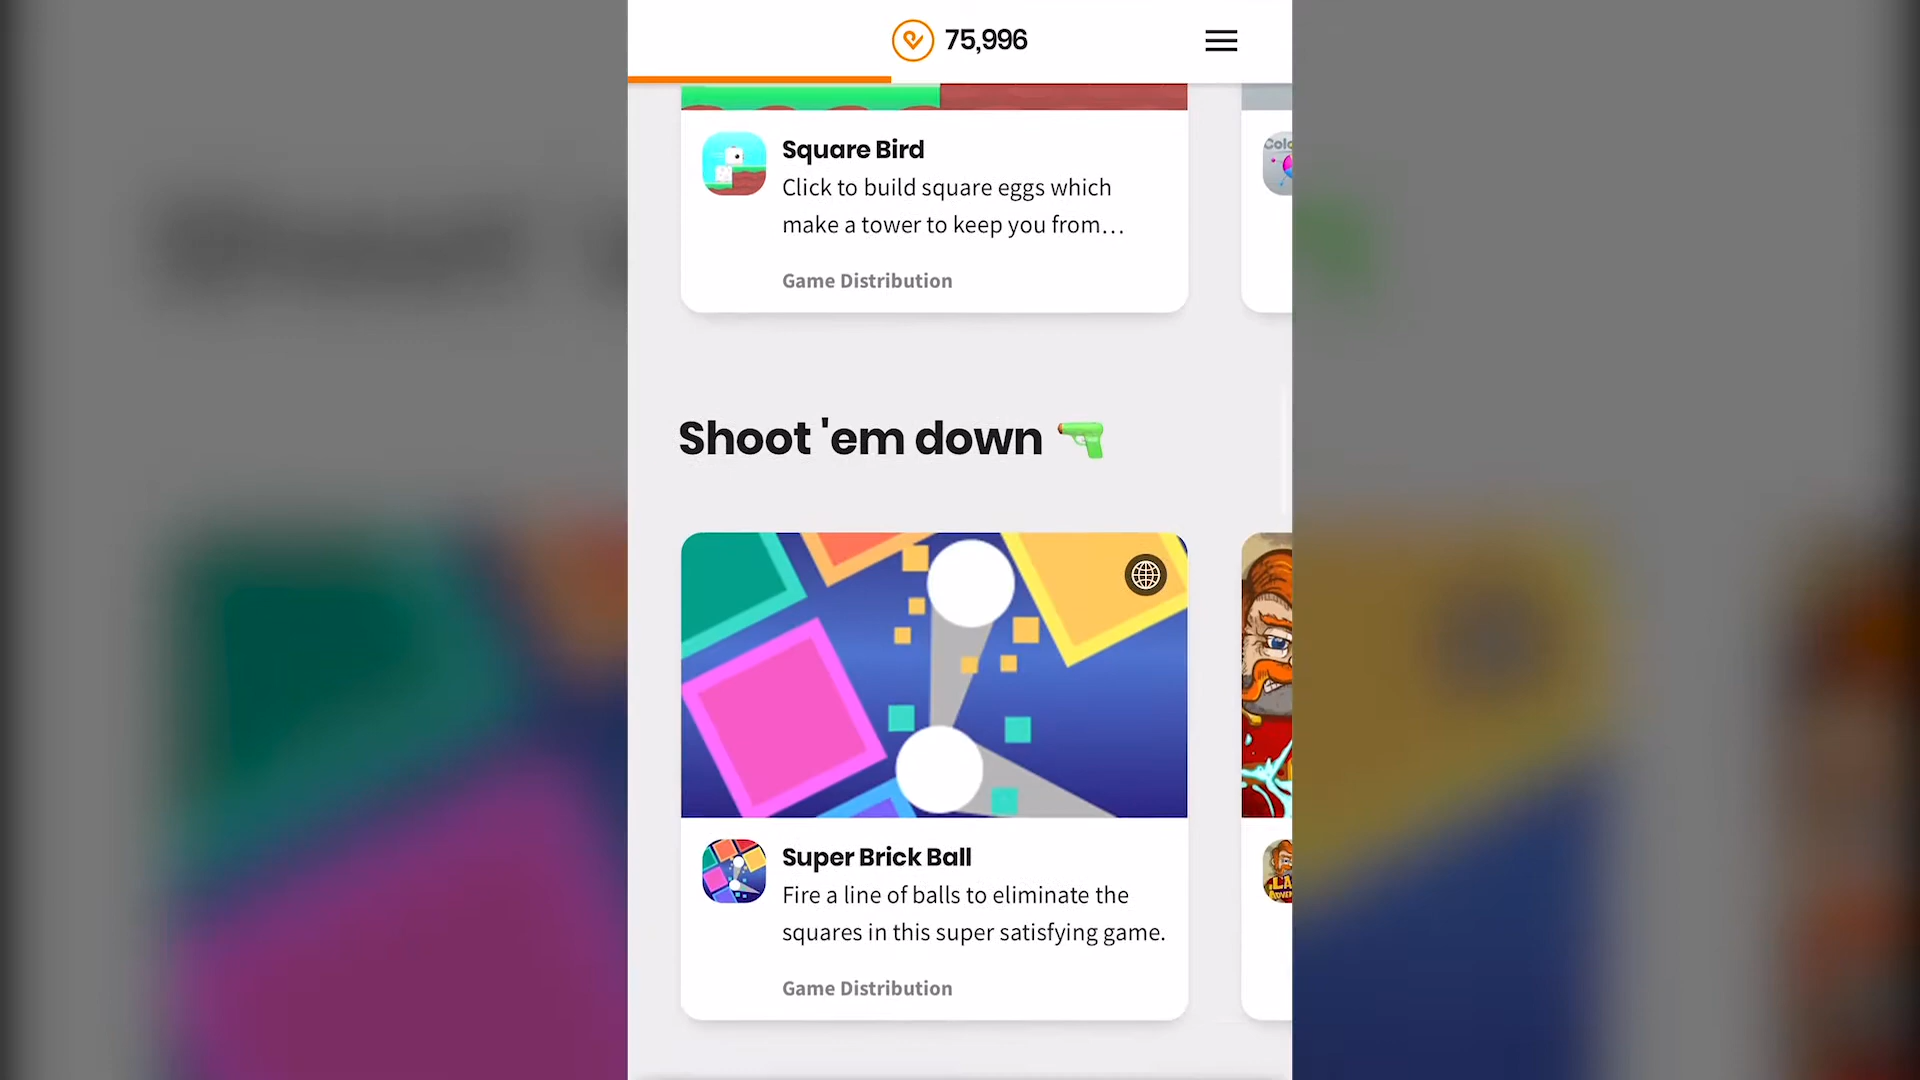 75,996
Square Bird
Click to build square eggs which
make a tower to keep you from…
Game Distribution
Shoot 'em down
Super Brick Ball
Fire a line of balls to eliminate the
squares in this super satisfying game.
Game Distribution